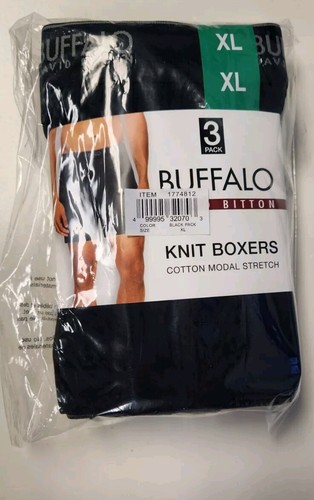 BUFFALO
DAVID
XL
XL
BU
DAV
3
PACK
BUFFALO
BITTON
ITEM 1774812
4 99995 32070 3
COLOR BLACK PACK
SIZE XL
KNIT BOXERS
COTTON MODAL STRETCH